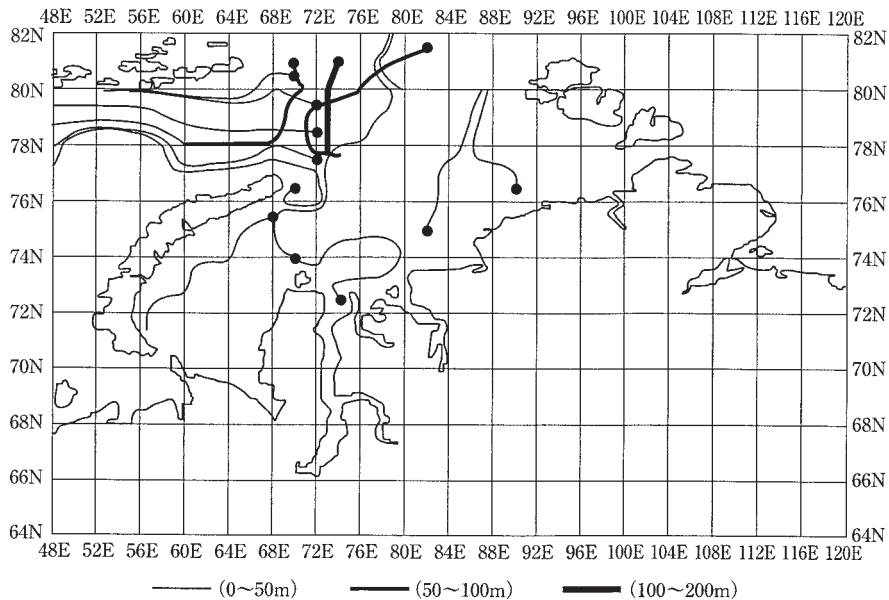 48E 52E 56E 60E 64E 68E 72E 76E 80E 84E 88E 92E 96E 100E 104E 108E 112E 116E 120E
82N 82N
80N 80N
78N 78N
76N 76N
74N 74N
72N 72N
70N 70N
68N 68N
66N 66N
64N 64N
48E 52E 56E 60E 64E 68E 72E 76E 80E 84E 88E 92E 96E 100E 104E 108E 112E 116E 120E
(0～50m) (50～100m) (100～200m)